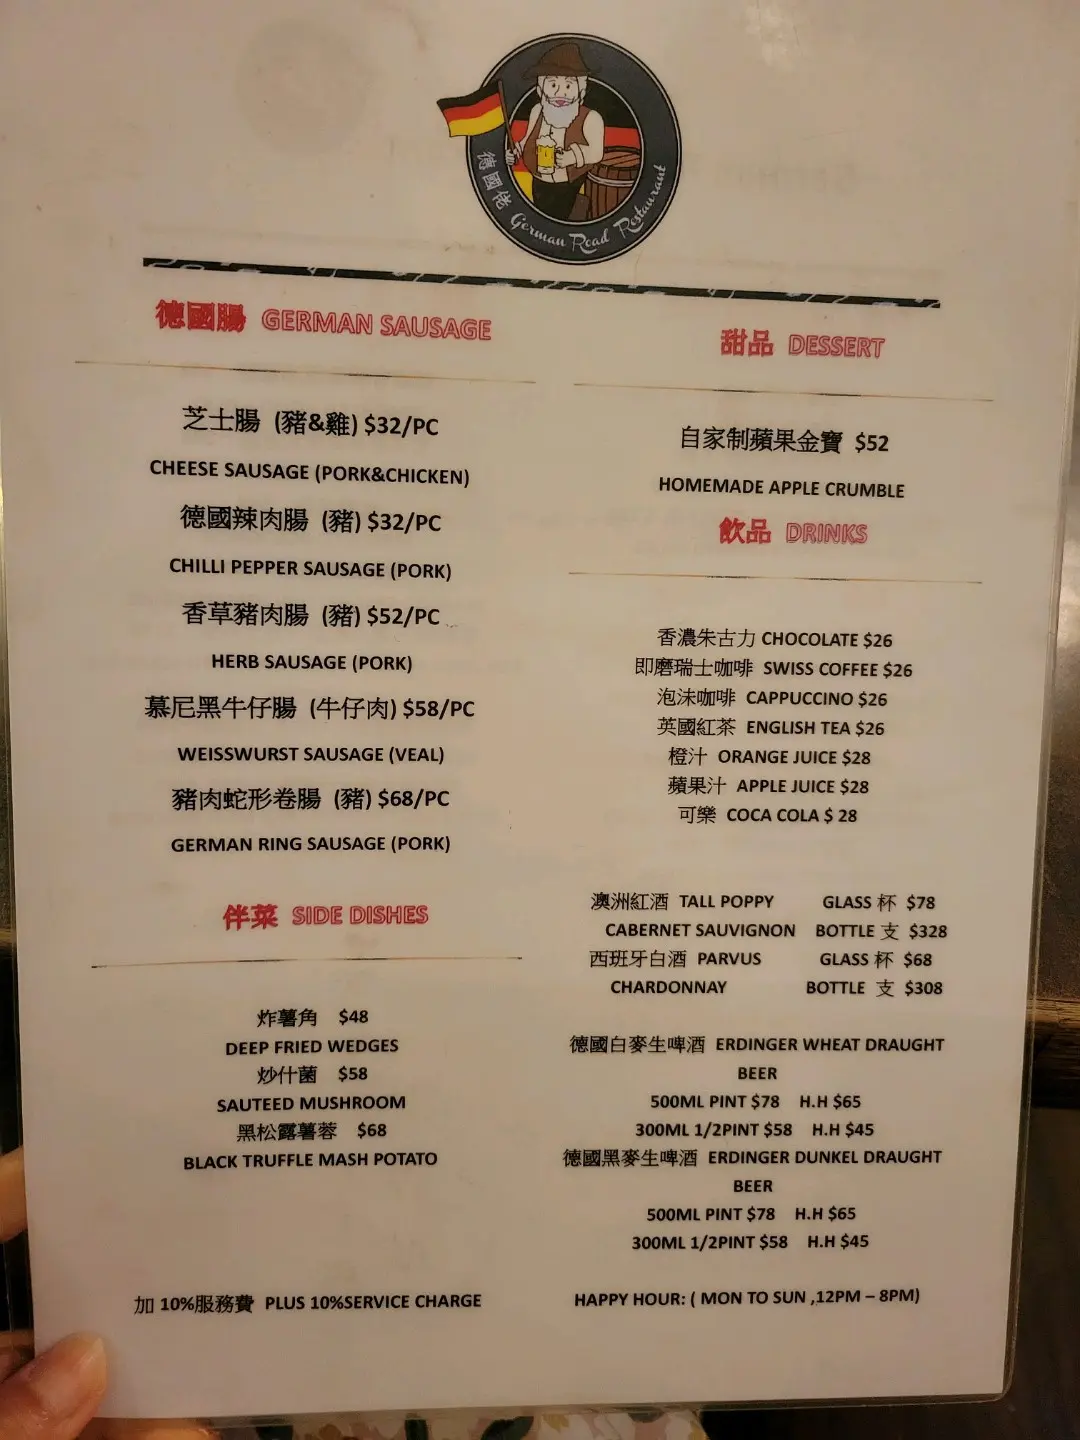 德國佬 German Road Restaurant
德國腸 GERMAN SAUSAGE
芝士腸 (豬&雞) $32/PC
CHEESE SAUSAGE (PORK&CHICKEN)
德國辣肉腸 (豬) $32/PC
CHILLI PEPPER SAUSAGE (PORK)
香草豬肉腸 (豬) $52/PC
HERB SAUSAGE (PORK)
慕尼黑牛仔腸 (牛仔肉) $58/PC
WEISSWURST SAUSAGE (VEAL)
豬肉蛇形卷腸 (豬) $68/PC
GERMAN RING SAUSAGE (PORK)
伴菜 SIDE DISHES
炸薯角 $48
DEEP FRIED WEDGES
炒什菌 $58
SAUTEED MUSHROOM
黑松露薯蓉 $68
BLACK TRUFFLE MASH POTATO
加 10%服務費 PLUS 10%SERVICE CHARGE
甜品 DESSERT
自家制蘋果金寶 $52
HOMEMADE APPLE CRUMBLE
飲品 DRINKS
香濃朱古力 CHOCOLATE $26
即磨瑞士咖啡 SWISS COFFEE $26
泡沫咖啡 CAPPUCCINO $26
英國紅茶 ENGLISH TEA $26
橙汁 ORANGE JUICE $28
蘋果汁 APPLE JUICE $28
可樂 COCA COLA $ 28
澳洲紅酒 TALL POPPY GLASS 杯 $78
CABERNET SAUVIGNON BOTTLE 支 $328
西班牙白酒 PARVUS GLASS 杯 $68
CHARDONNAY BOTTLE 支 $308
德國白麥生啤酒 ERDINGER WHEAT DRAUGHT
BEER
500ML PINT $78 H.H $65
300ML 1/2PINT $58 H.H $45
德國黑麥生啤酒 ERDINGER DUNKEL DRAUGHT
BEER
500ML PINT $78 H.H $65
300ML 1/2PINT $58 H.H $45
HAPPY HOUR: ( MON TO SUN ,12PM – 8PM)